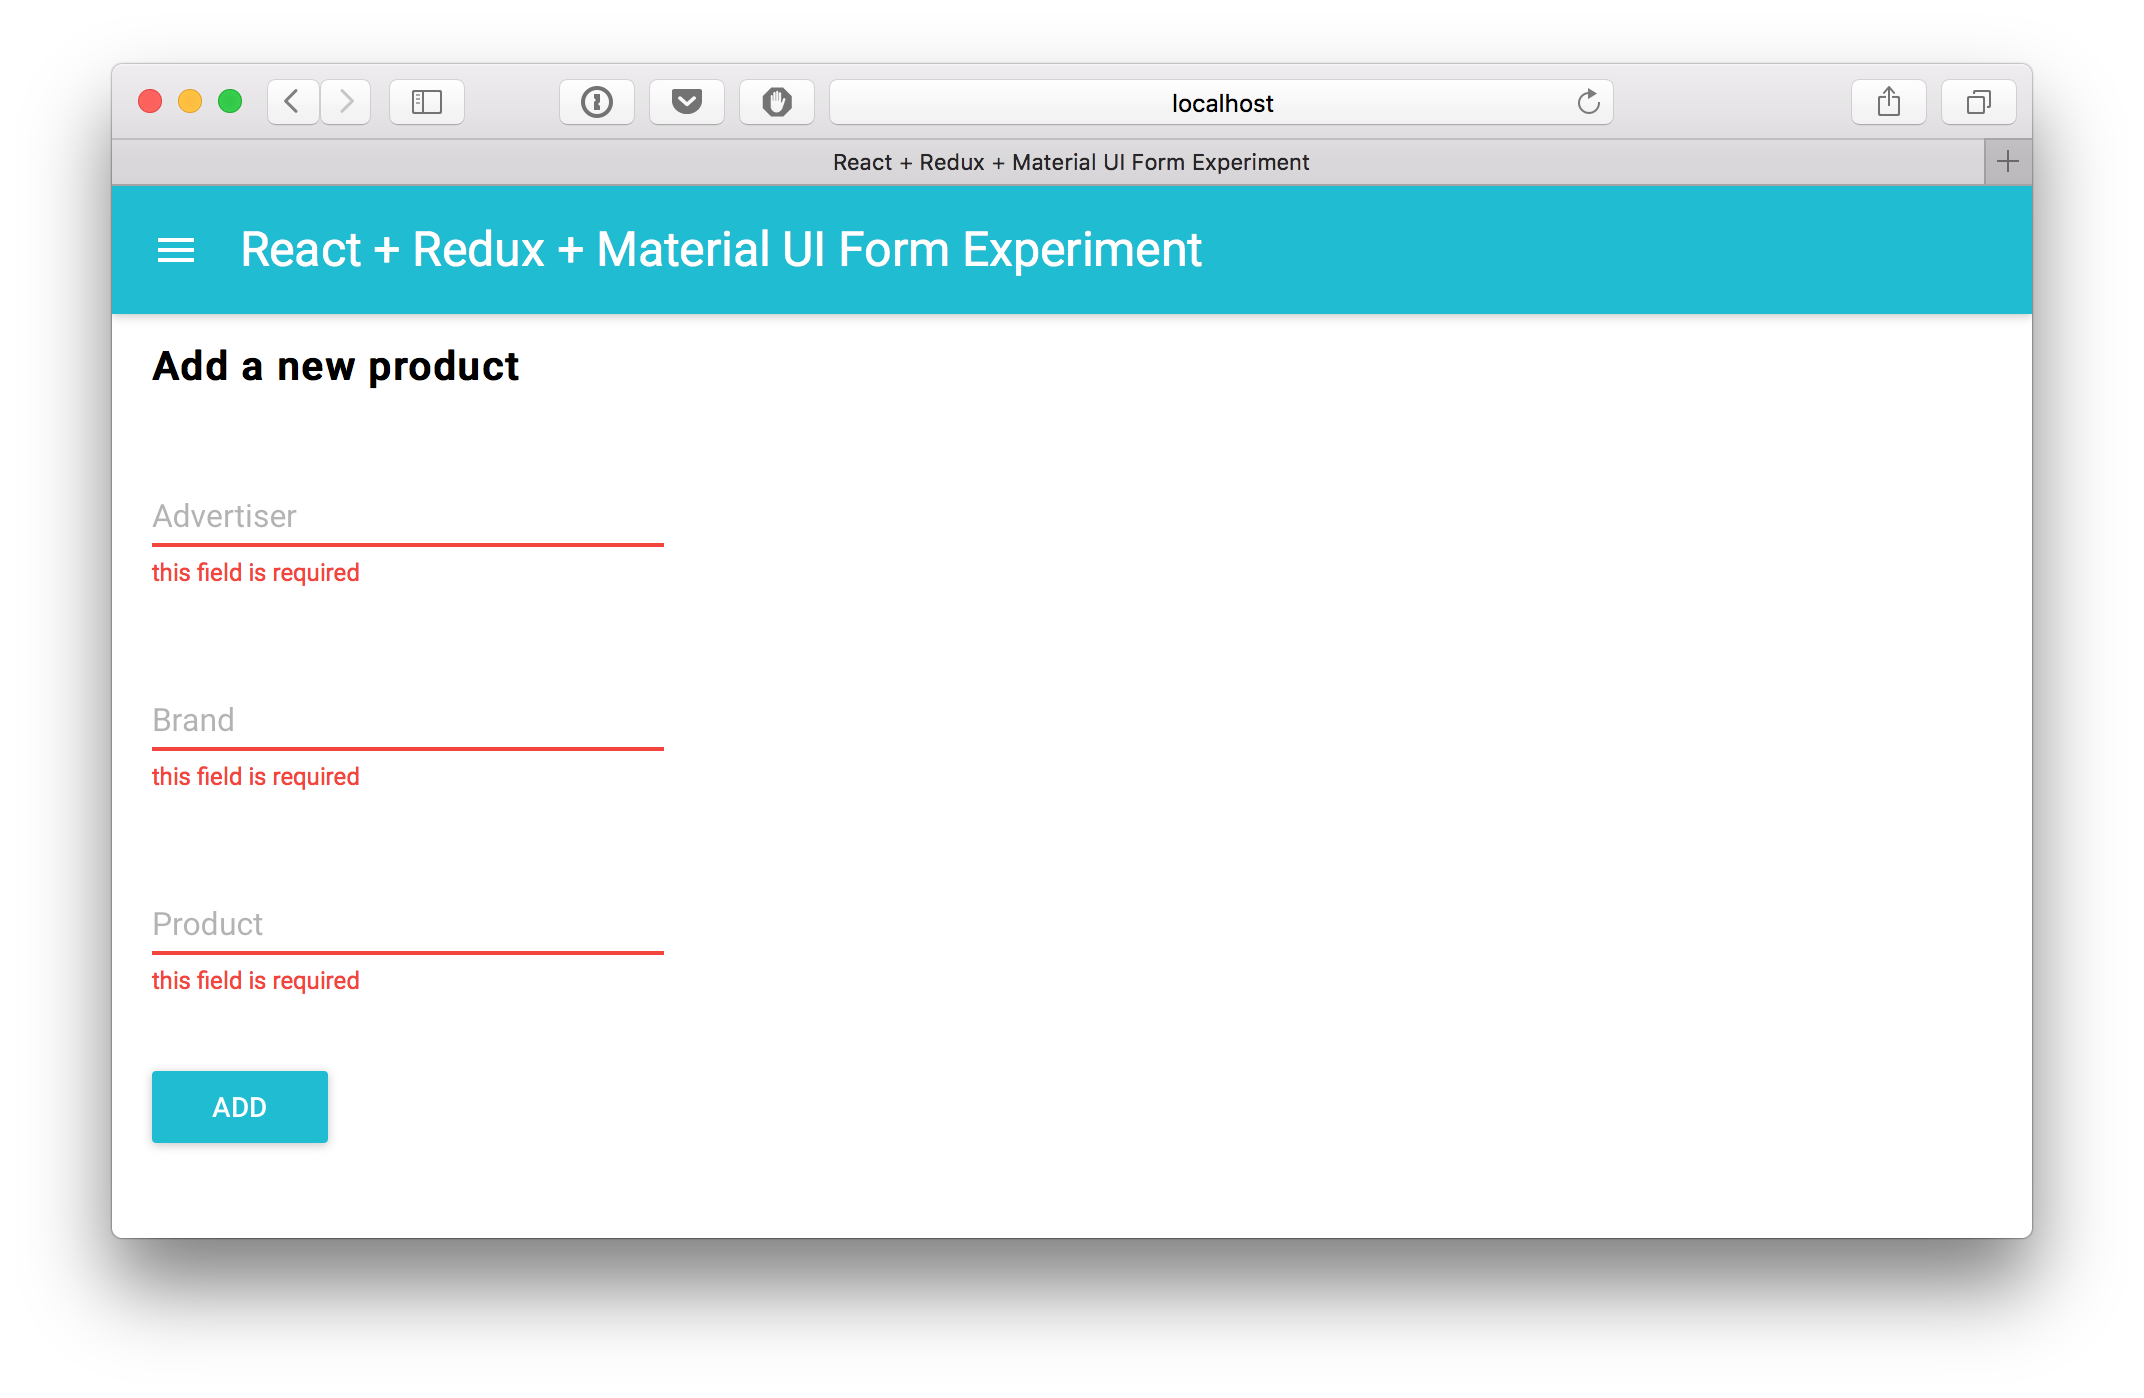 localhost
React + Redux + Material UI Form Experiment
React + Redux + Material UI Form Experiment
Add a new product
Advertiser
this field is required
Brand
this field is required
Product
this field is required
ADD